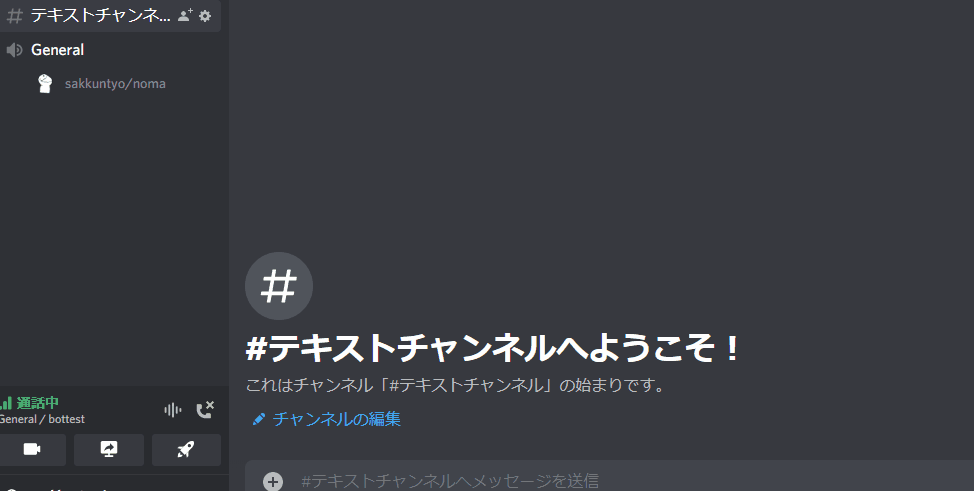 テキストチャンネ...
General
sakkuntyo/noma
#テキストチャンネルへようこそ！
これはチャンネル「#テキストチャンネル」の始まりです。
チャンネルの編集
通話中
General / bottest
#テキストチャンネルへメッセージを送信